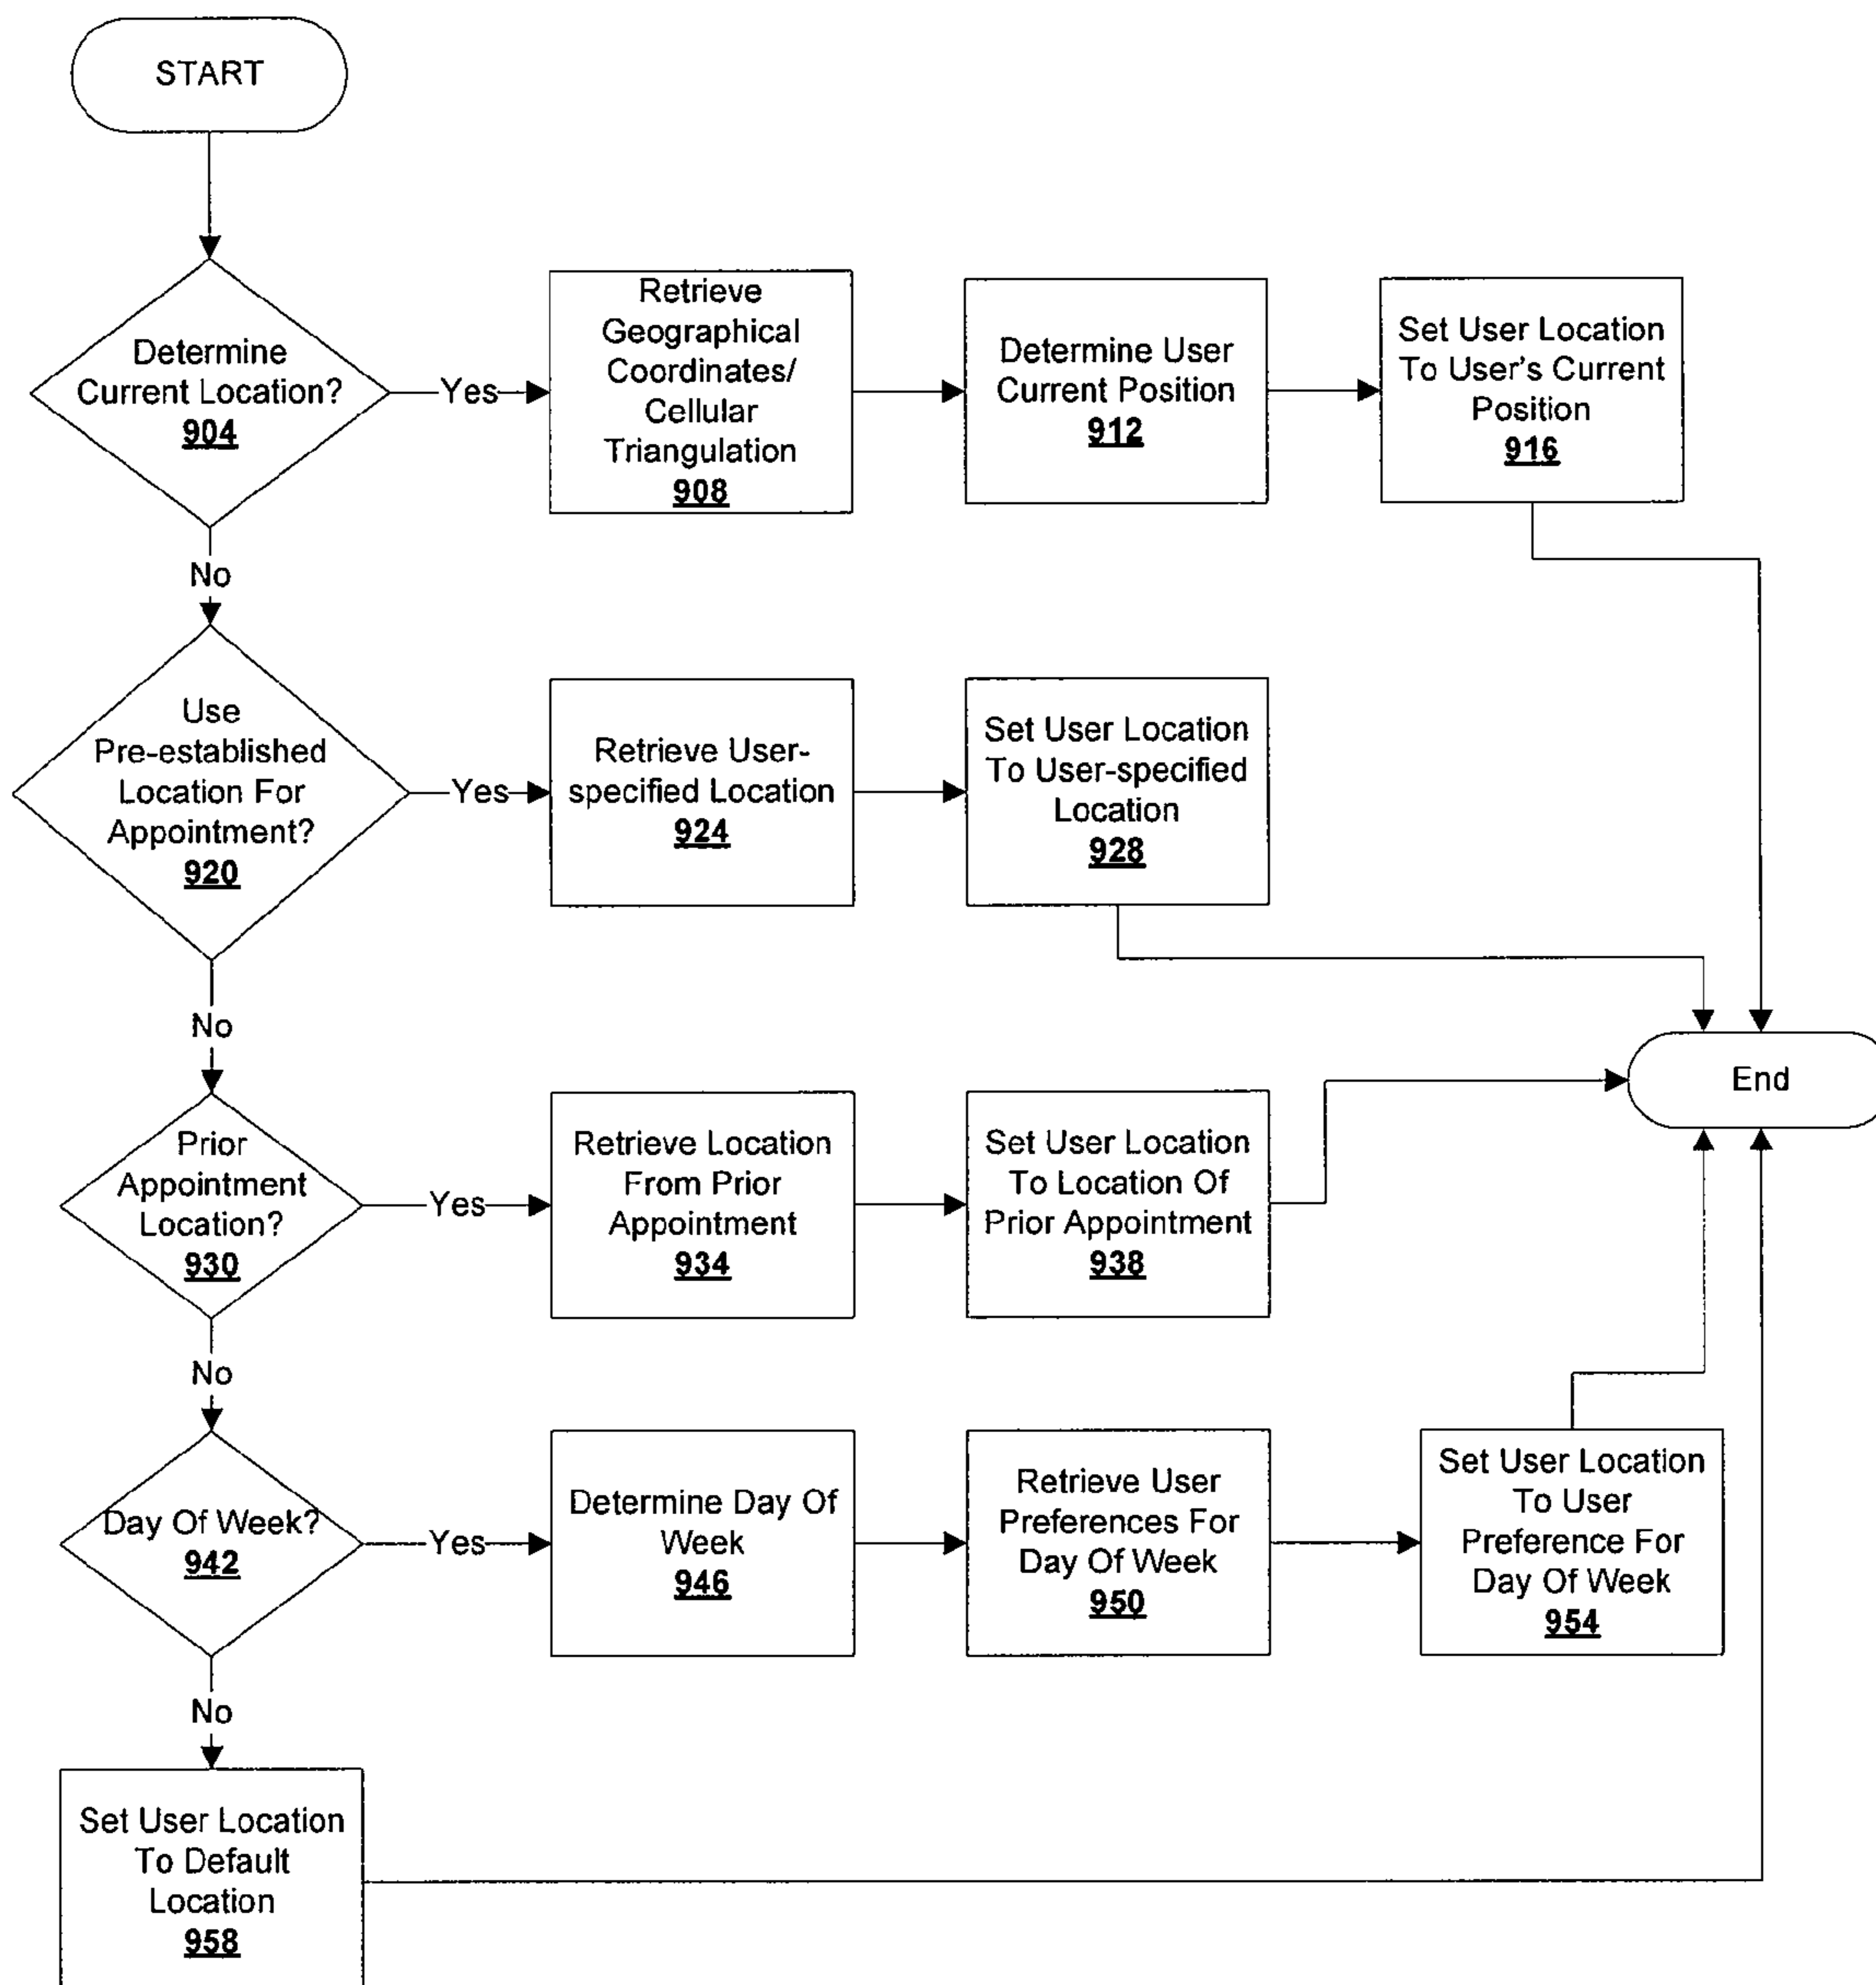 START
Determine
Current Location?
904
Yes
Retrieve
Geographical
Coordinates/
Cellular
Triangulation
908
Determine User
Current Position
912
Set User Location
To User's Current
Position
916
No
Use
Pre-established
Location For
Appointment?
920
Yes
Retrieve User-
specified Location
924
Set User Location
To User-specified
Location
928
No
End
Prior
Appointment
Location?
930
Yes
Retrieve Location
From Prior
Appointment
934
Set User Location
To Location Of
Prior Appointment
938
No
Day Of Week?
942
Yes
Determine Day Of
Week
946
Retrieve User
Preferences For
Day Of Week
950
Set User Location
To User
Preference For
Day Of Week
954
No
Set User Location
To Default
Location
958